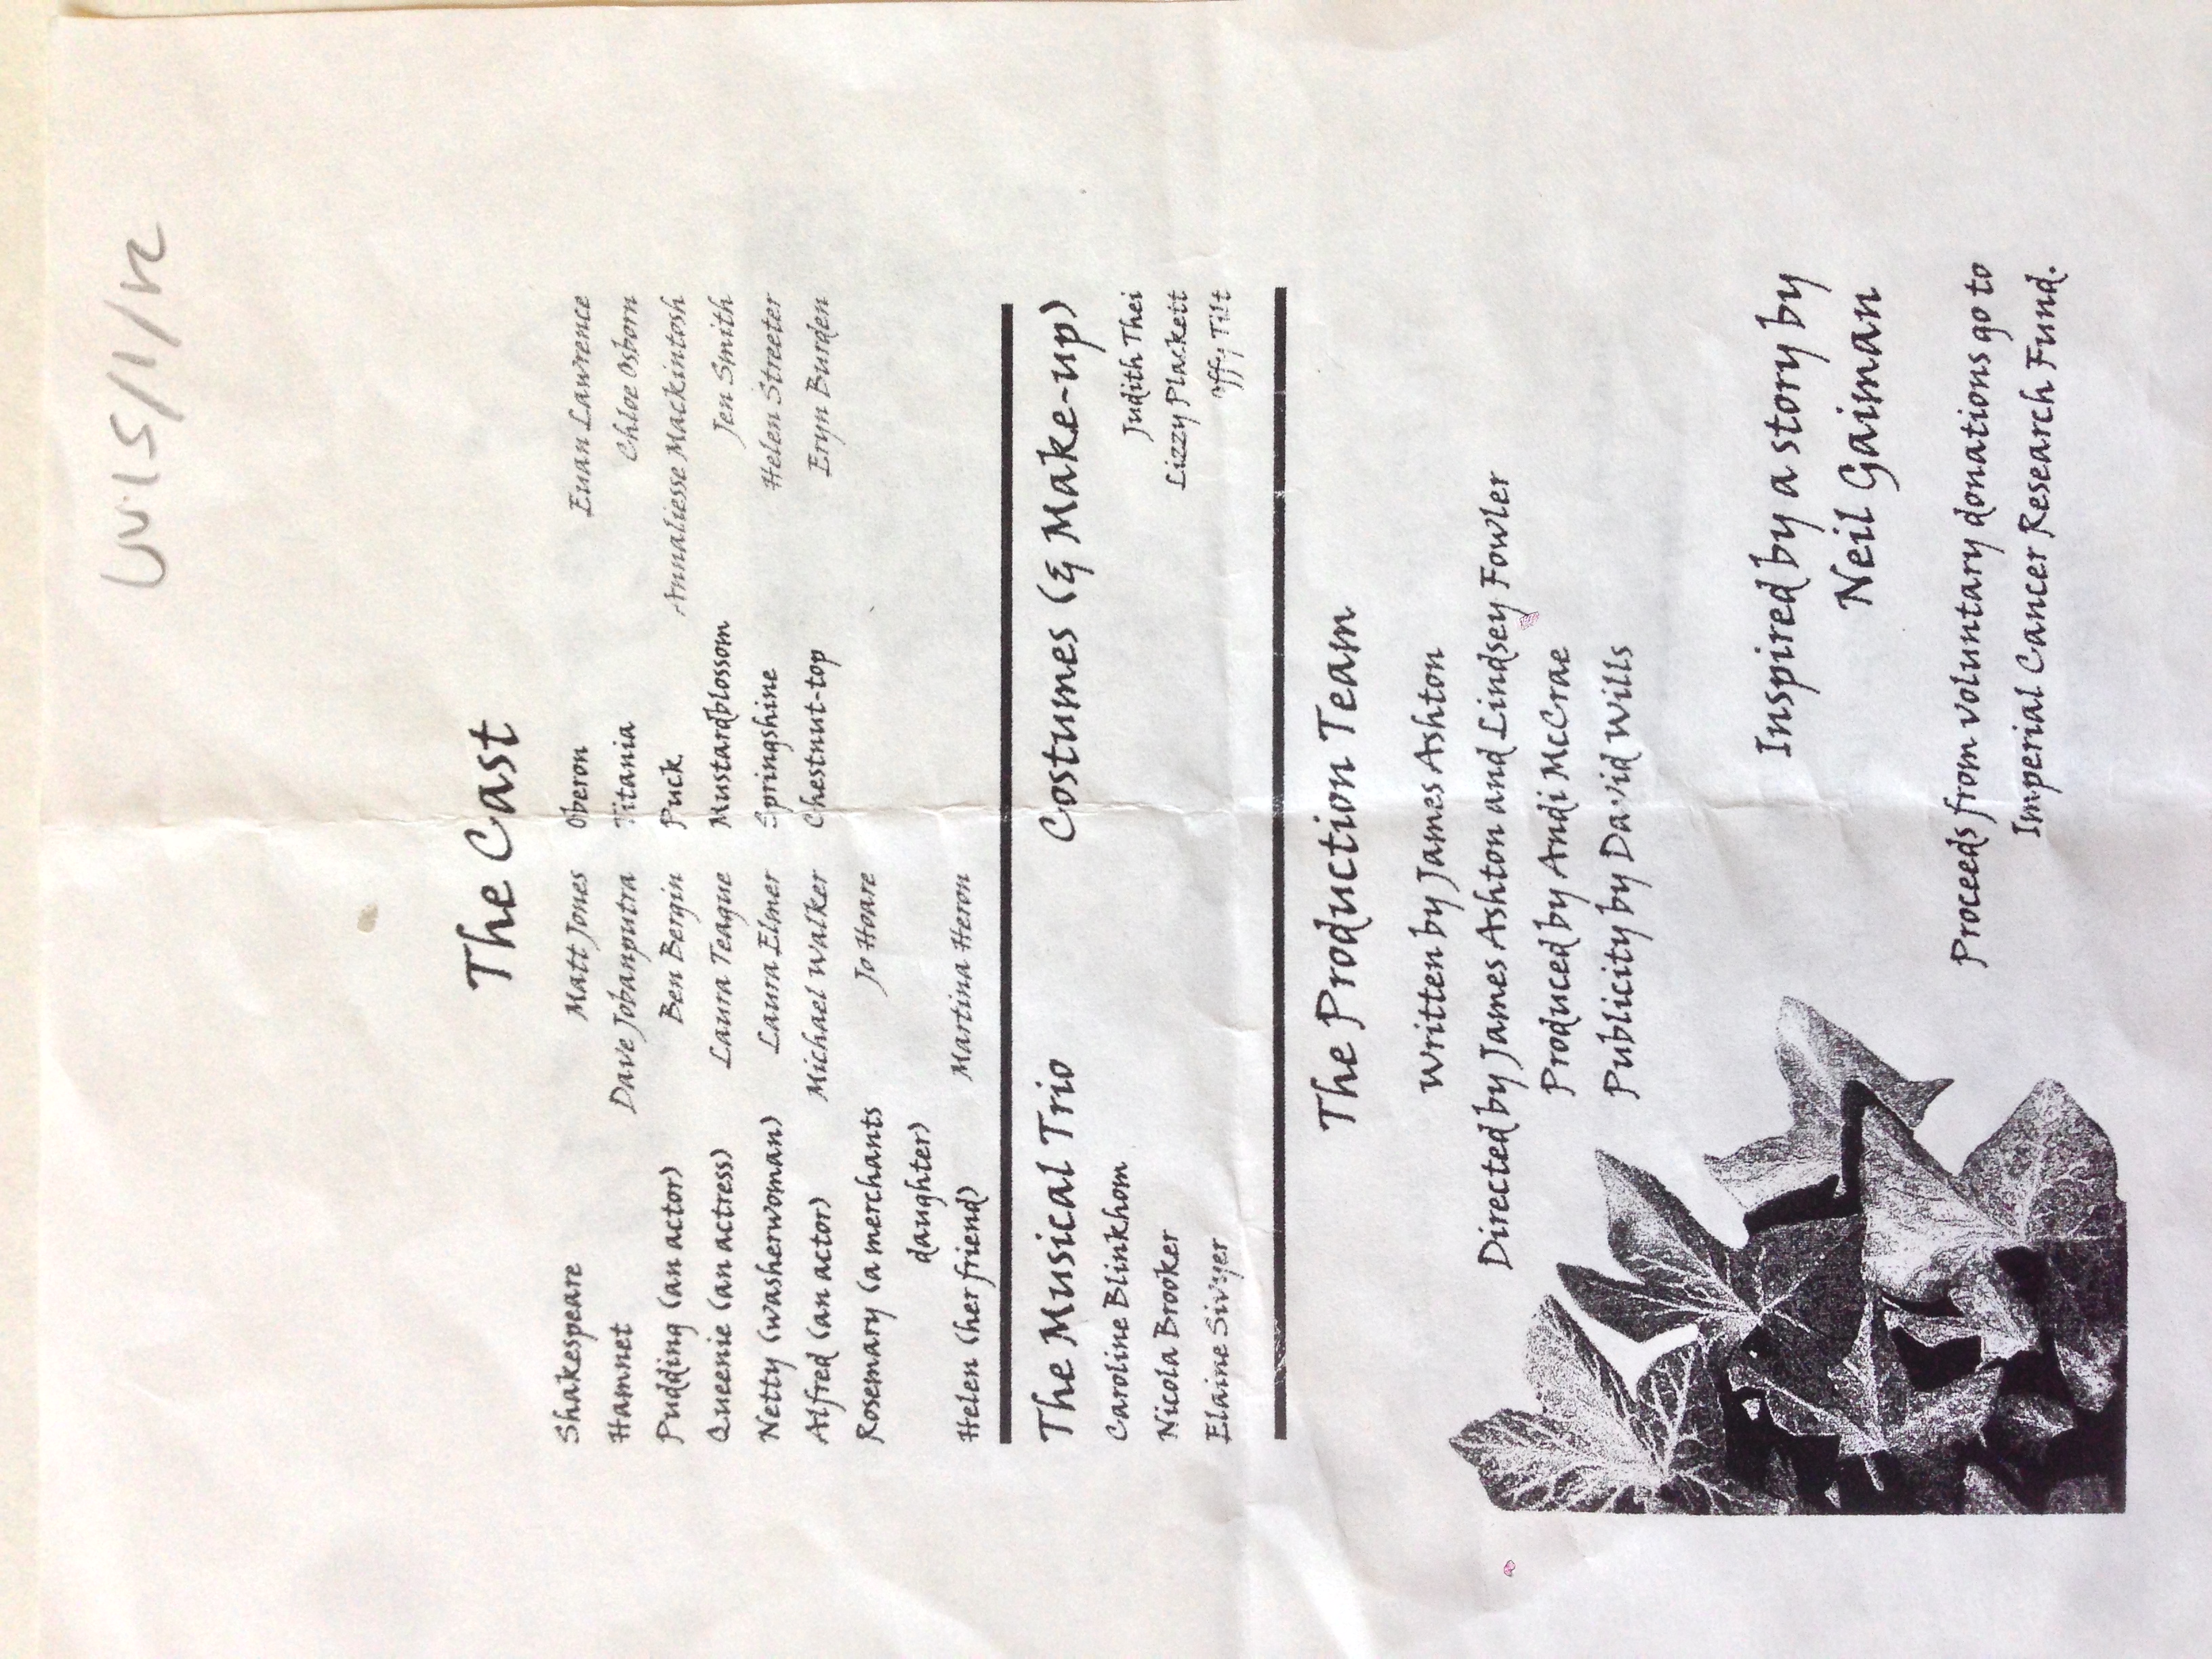 UVIS/1/12
The Cast
Shakespeare Matt Jones
Hamnet Dave Jobanputra
Pudding (an actor) Ben Bergin
Queenie (an actress) Laura Teague
Netty (washerwoman) Laura Elmer
Alfred (an actor) Michael Walker
Rosemary (a merchants Jo Hoare
daughter)
Helen (her friend) Martina Heron
Oberon Euan Lawrence
Titania Chloe Osborn
Puck. Annaliesse Mackintosh
Mustardblossom Jen Smith
Springshine Helen Streeter
Chestnut-top Eryn Burden
The Musical Trio
Caroline Blinkhorn
Nicola Brooker
Elaine Sivyer
Costumes (& Make-up)
Judith Thei
Lizzy Plaskett
Tilt
The Production Team
Written by James Ashton
Directed by James Ashton and Lindsey Fowler
Produced by Andi McCrae
Publicity by David Wills
Inspired by a story by
Neil Gaiman
Proceeds from voluntary donations go to
Imperial Cancer Research Fund.